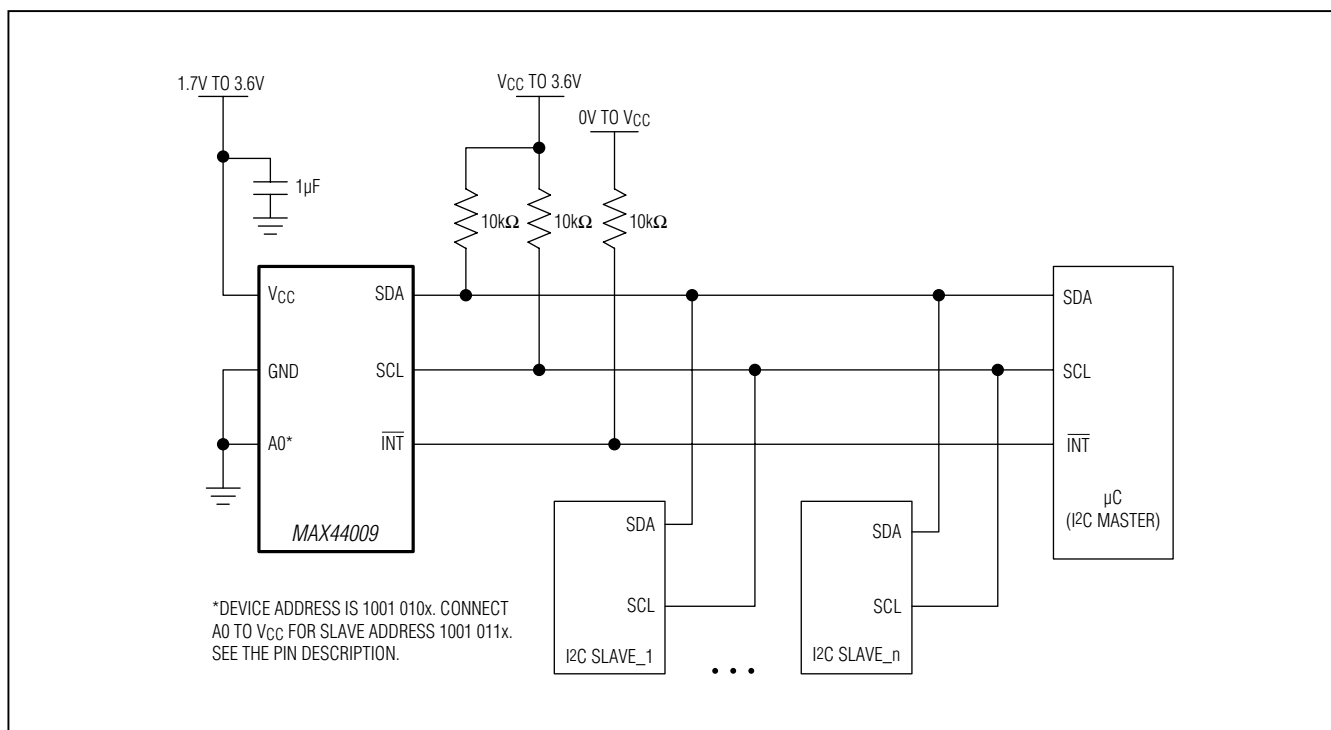 1.7V TO 3.6V
VCC TO 3.6V
0V TO VCC
1µF
10kΩ
10kΩ
10kΩ
VCC
SDA
GND
SCL
A0*
INT
MAX44009
SDA
SCL
INT
µC
(I2C MASTER)
SDA
SCL
I2C SLAVE_1
SDA
SCL
I2C SLAVE_n
• • •
*DEVICE ADDRESS IS 1001 010x. CONNECT
A0 TO VCC FOR SLAVE ADDRESS 1001 011x.
SEE THE PIN DESCRIPTION.